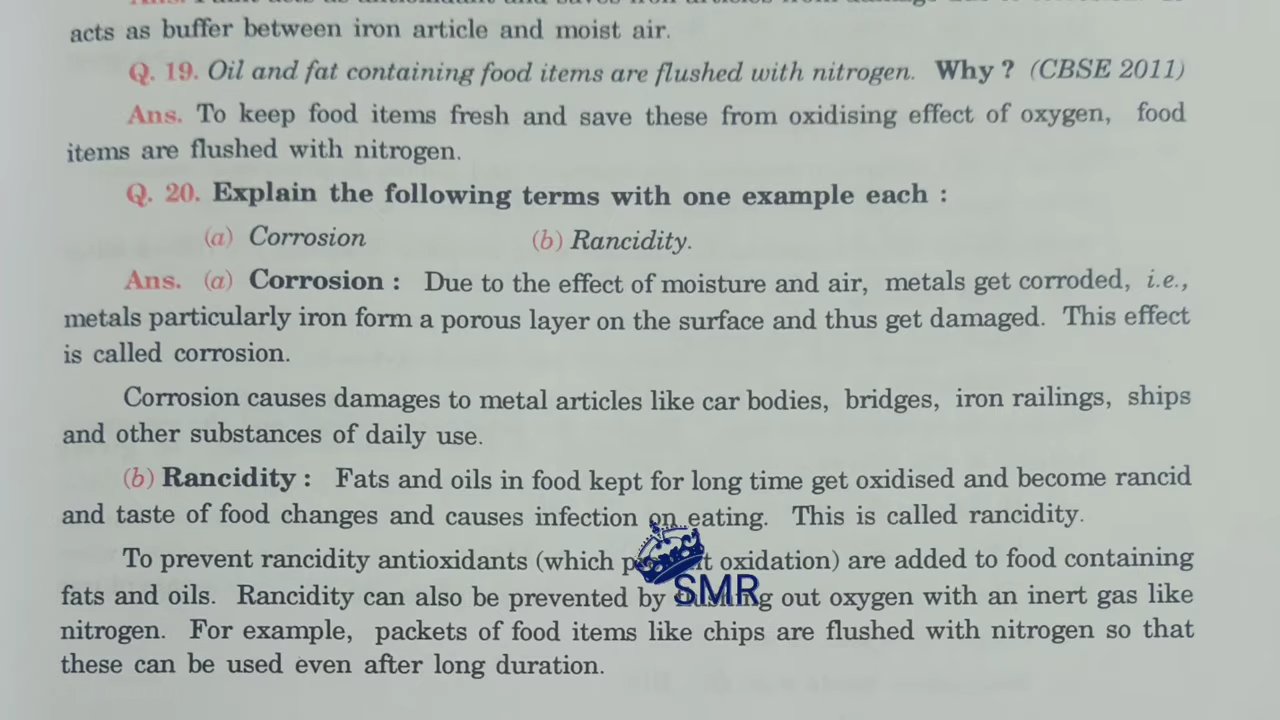 acts as buffer between iron article and moist air.
Q. 19. Oil and fat containing food items are flushed with nitrogen. Why ? (CBSE 2011)
Ans. To keep food items fresh and save these from oxidising effect of oxygen, food
items are flushed with nitrogen.
Q. 20. Explain the following terms with one example each :
(a) Corrosion (b) Rancidity.
Ans. (a) Corrosion : Due to the effect of moisture and air, metals get corroded, i.e.,
metals particularly iron form a porous layer on the surface and thus get damaged. This effect
is called corrosion.
Corrosion causes damages to metal articles like car bodies, bridges, iron railings, ships
and other substances of daily use.
(b) Rancidity : Fats and oils in food kept for long time get oxidised and become rancid
and taste of food changes and causes infection on eating. This is called rancidity.
To prevent rancidity antioxidants (which oxidation) are added to food containing
fats and oils. Rancidity can also be prevented by SMR out oxygen with an inert gas like
nitrogen. For example, packets of food items like chips are flushed with nitrogen so that
these can be used even after long duration.